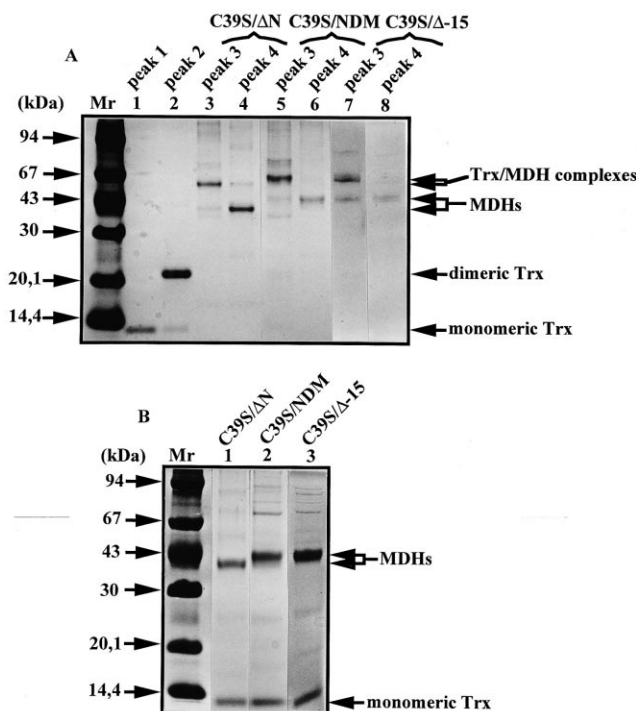 C39S/ΔN C39S/NDM C39S/Δ-15
A
peak 1 peak 2 peak 3 peak 4 peak 3 peak 4 peak 3 peak 4
(kDa) Mr 1 2 3 4 5 6 7 8
94
67
43
30
20,1
14,4
Trx/MDH complexes
MDHs
dimeric Trx
monomeric Trx
B
C39S/ΔN C39S/NDM C39S/Δ-15
(kDa) Mr 1 2 3
94
67
43
30
20,1
14,4
MDHs
monomeric Trx